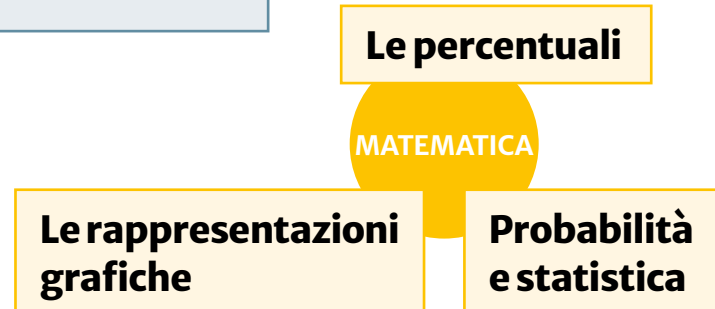 Le percentuali
MATEMATICA
Le rappresentazioni
grafiche
Probabilità
e statistica